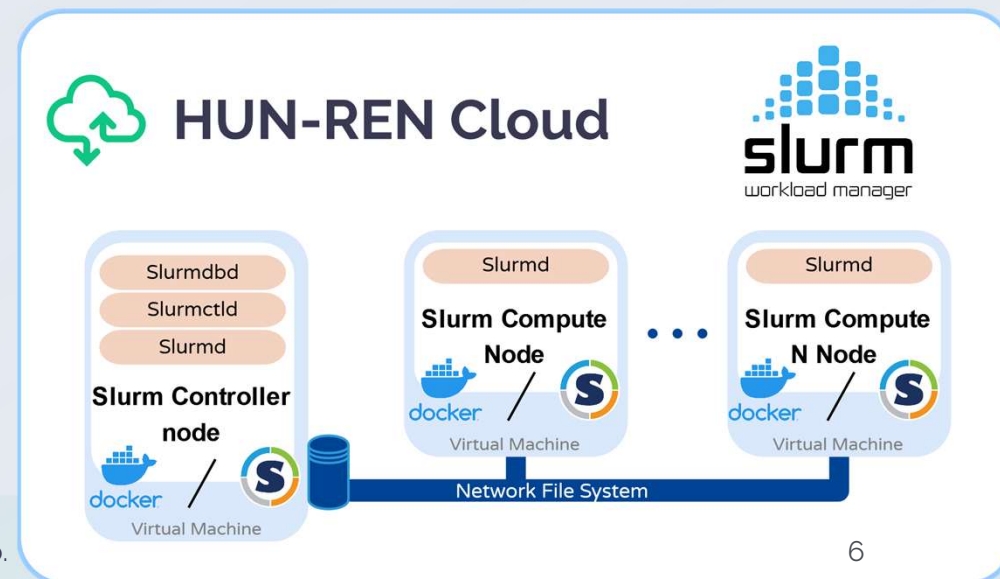 HUN-REN Cloud
slurm
workload manager
Slurmdbd
Slurmctld
Slurmd
Slurm Controller
node
docker
S
Virtual Machine
Slurmd
Slurm Compute
Node
docker
S
Virtual Machine
...
Slurmd
Slurm Compute
N Node
docker
S
Virtual Machine
Network File System
6